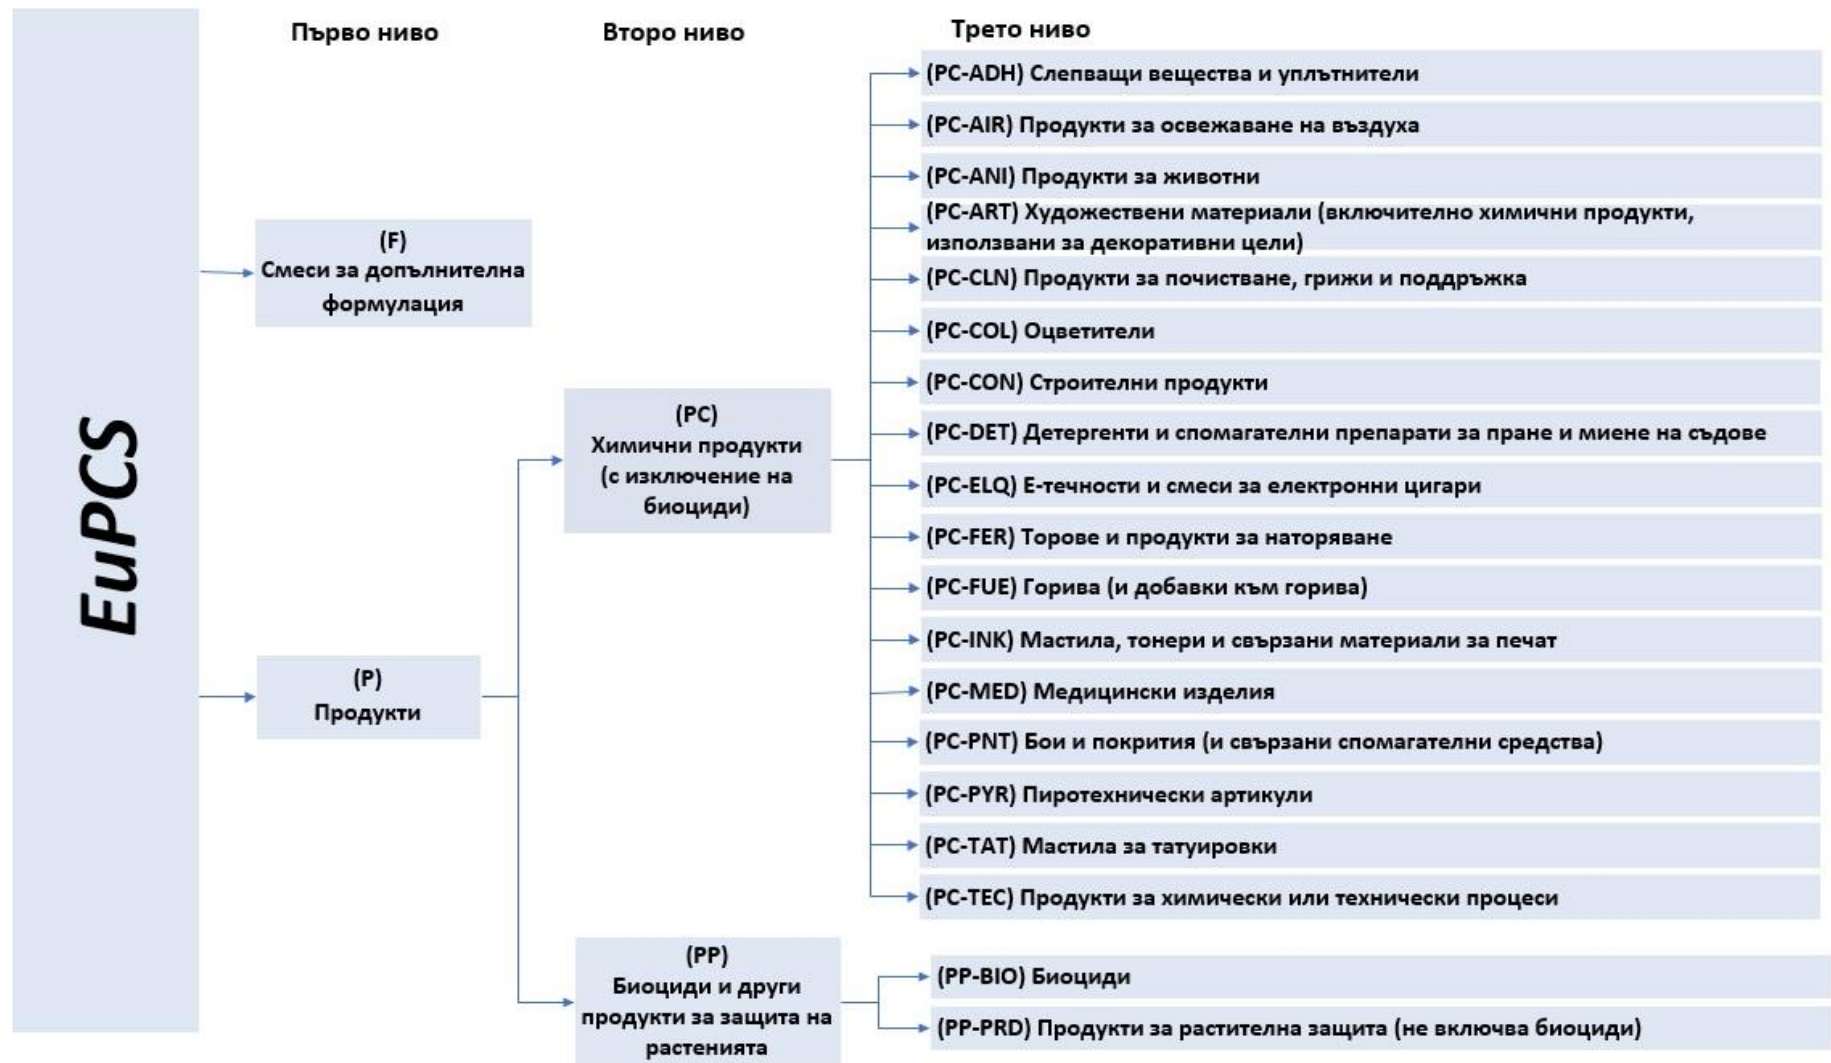 EuPCS
Първо ниво
Второ ниво
Трето ниво
(F)
Смеси за допълнителна
формулация
(P)
Продукти
(PC)
Химични продукти
(с изключение на
биоциди)
(PC-ADH) Слепващи вещества и уплътнители
(PC-AIR) Продукти за освежаване на въздуха
(PC-ANI) Продукти за животни
(PC-ART) Художествени материали (включително химични продукти,
използвани за декоративни цели)
(PC-CLN) Продукти за почистване, грижи и поддръжка
(PC-COL) Оцветители
(PC-CON) Строителни продукти
(PC-DET) Детергенти и спомагателни препарати за пране и миене на съдове
(PC-ELQ) Е-течности и смеси за електронни цигари
(PC-FER) Торове и продукти за наторяване
(PC-FUE) Горива (и добавки към горива)
(PC-INK) Мастила, тонери и свързани материали за печат
(PC-MED) Медицински изделия
(PC-PNT) Бои и покрития (и свързани спомагателни средства)
(PC-PYR) Пиротехнически артикули
(PC-TAT) Мастила за татуировки
(PC-TEC) Продукти за химически или технически процеси
(PP)
Биоциди и други
продукти за защита на
растенията
(PP-BIO) Биоциди
(PP-PRD) Продукти за растителна защита (не включва биоциди)